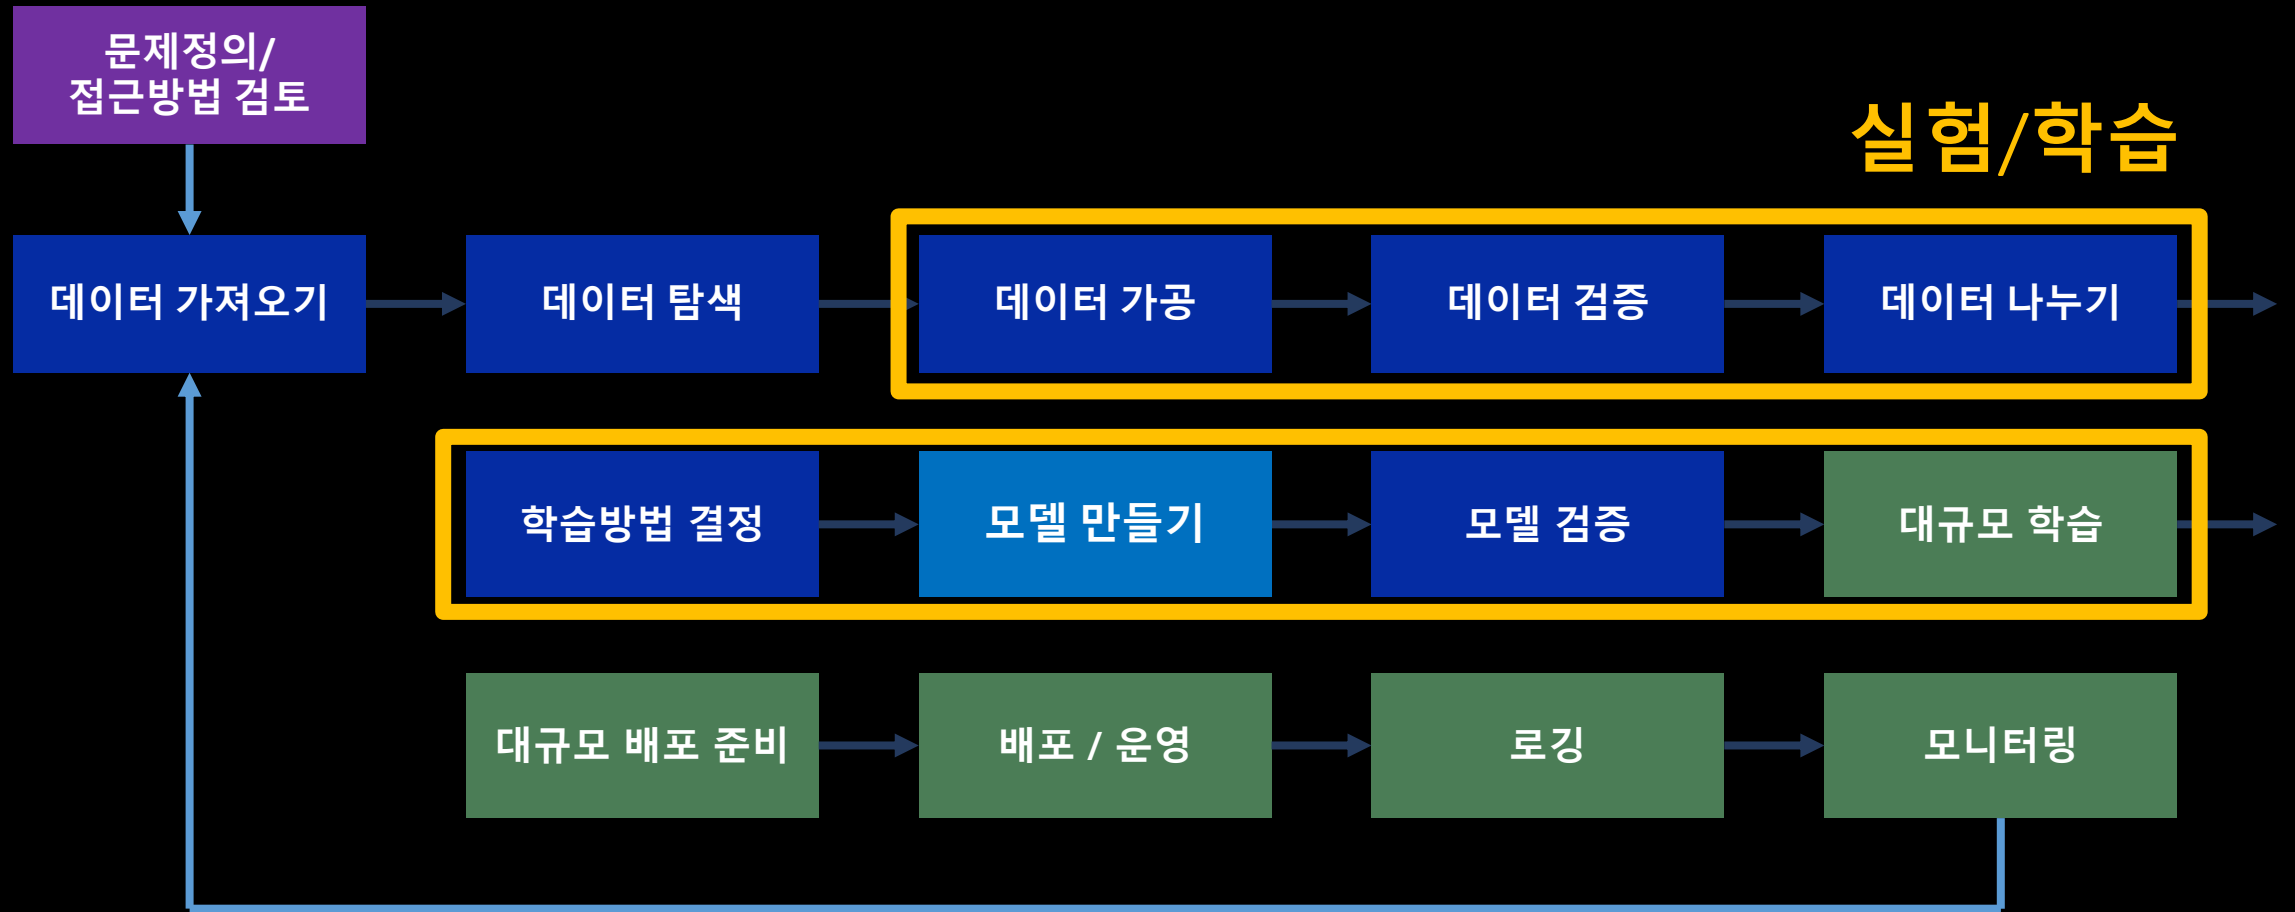 문제정의/
접근방법 검토
실험/학습
데이터 가져오기
데이터 탐색
데이터 가공
데이터 검증
데이터 나누기
학습방법 결정
모델 만들기
모델 검증
대규모 학습
대규모 배포 준비
배포 / 운영
로깅
모니터링